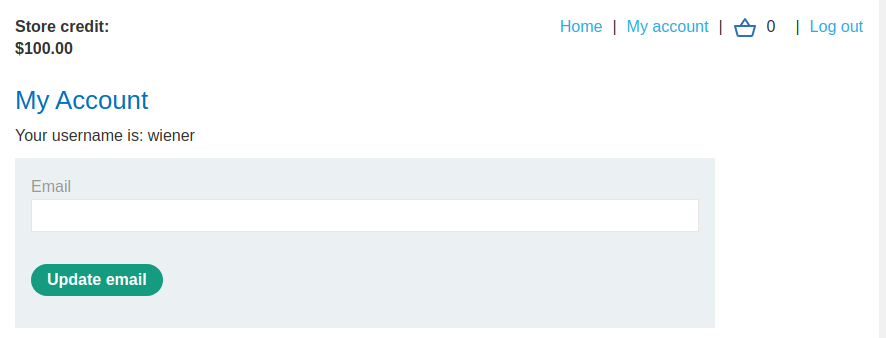 Store credit:
$100.00
Home | My account | 0 | Log out
My Account
Your username is: wiener
Email
Update email